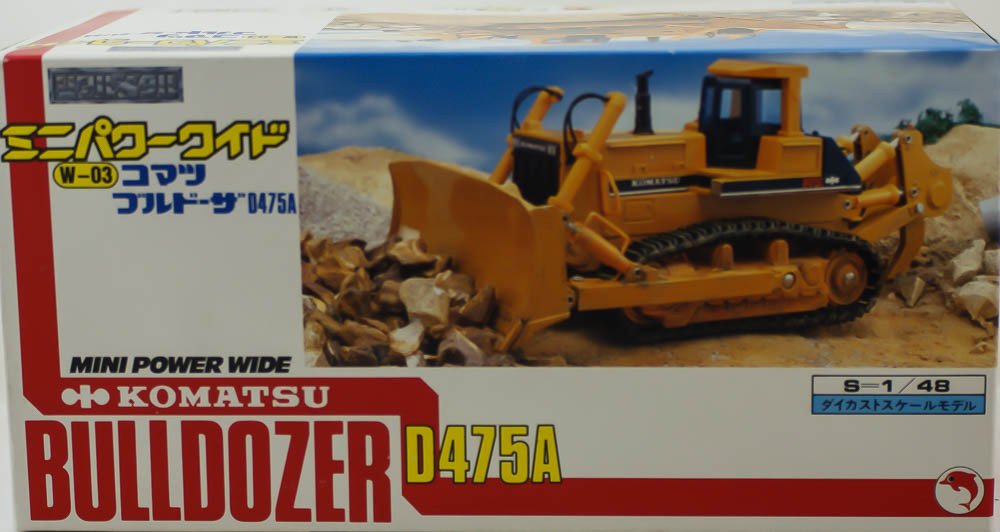 ミニパワーワイド
W-03 コマツ
ブルドーザ D475A
KOMATSU
KOMATSU
MINI POWER WIDE
KOMATSU
BULLDOZER D475A
S=1/48
ダイカストスケールモデル